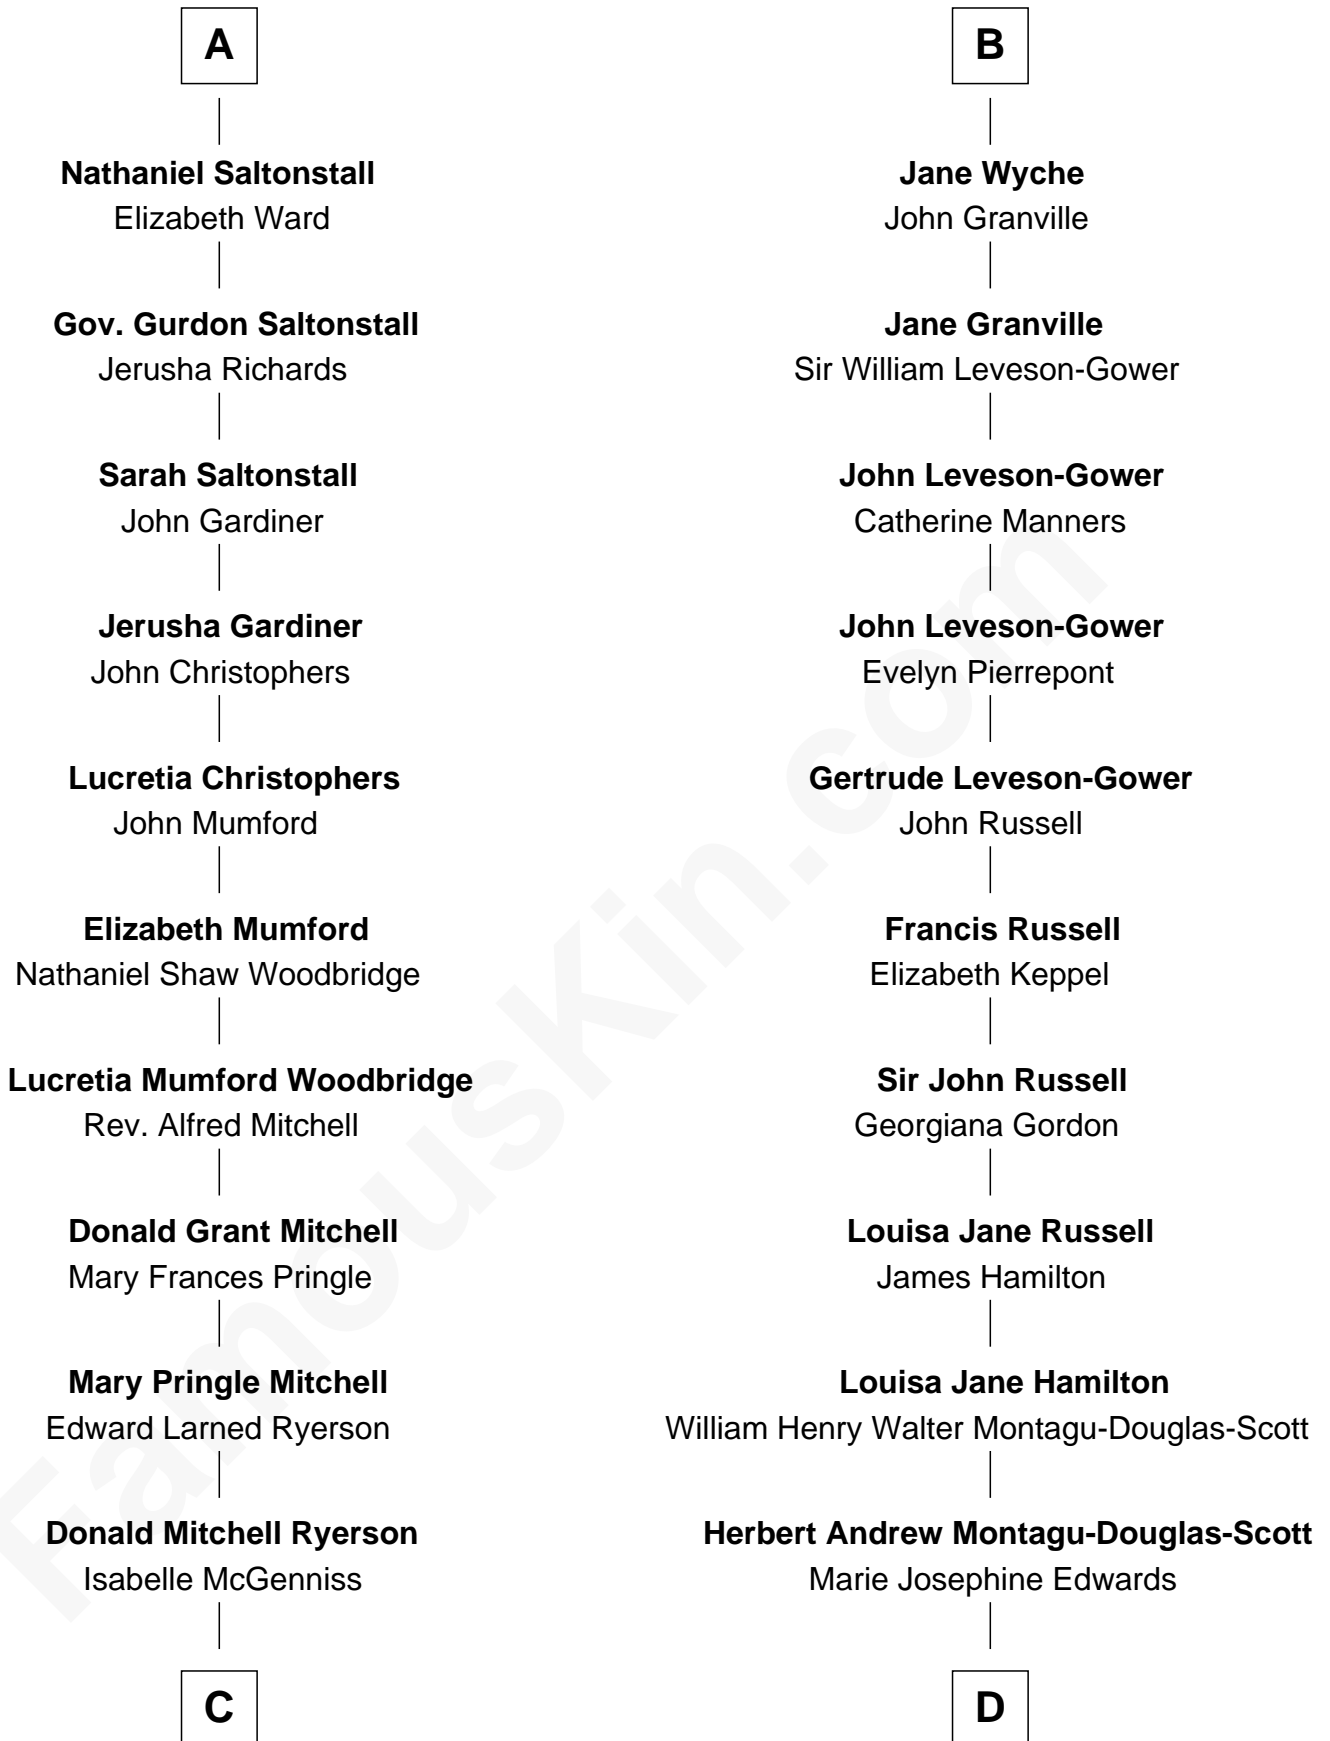 A
Nathaniel Saltonstall
Elizabeth Ward
Gov. Gurdon Saltonstall
Jerusha Richards
Sarah Saltonstall
John Gardiner
Jerusha Gardiner
John Christophers
Lucretia Christophers
John Mumford
Elizabeth Mumford
Nathaniel Shaw Woodbridge
Lucretia Mumford Woodbridge
Rev. Alfred Mitchell
Donald Grant Mitchell
Mary Frances Pringle
Mary Pringle Mitchell
Edward Larned Ryerson
Donald Mitchell Ryerson
Isabelle McGenniss
C
B
Jane Wyche
John Granville
Jane Granville
Sir William Leveson-Gower
John Leveson-Gower
Catherine Manners
John Leveson-Gower
Evelyn Pierrepont
Gertrude Leveson-Gower
John Russell
Francis Russell
Elizabeth Keppel
Sir John Russell
Georgiana Gordon
Louisa Jane Russell
James Hamilton
Louisa Jane Hamilton
William Henry Walter Montagu-Douglas-Scott
Herbert Andrew Montagu-Douglas-Scott
Marie Josephine Edwards
D
FamousKin.com